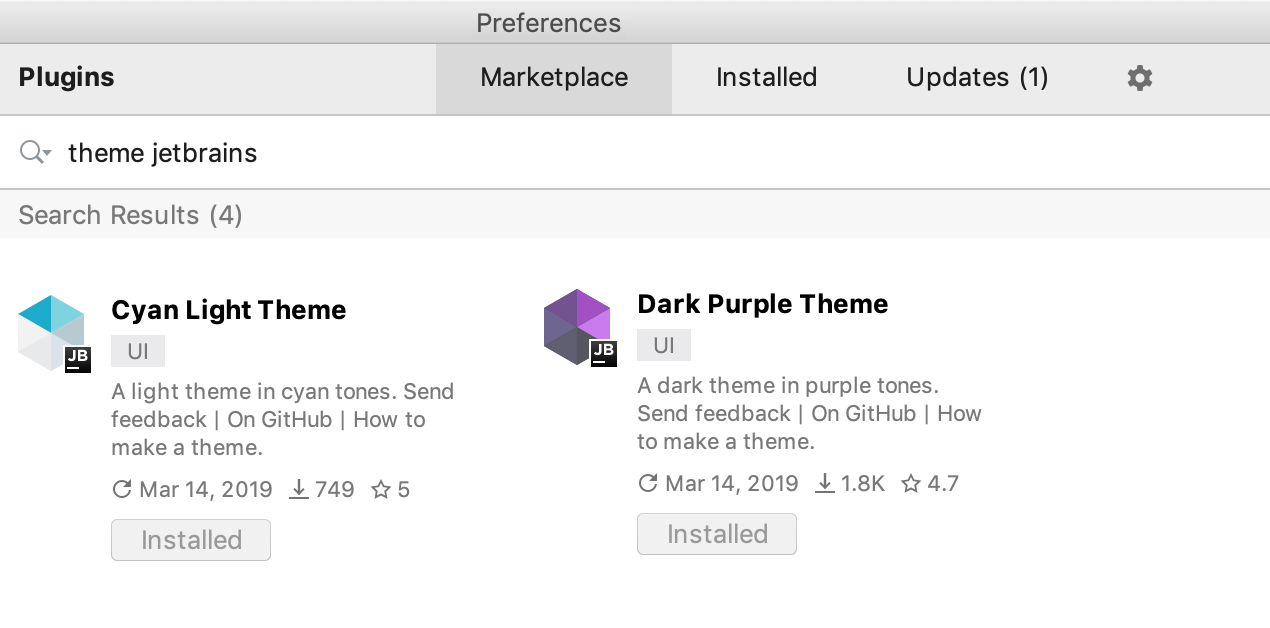 Preferences
Plugins
Marketplace
Installed
Updates (1)
theme jetbrains
Search Results (4)
Cyan Light Theme
UI
A light theme in cyan tones. Send
feedback | On GitHub | How to
make a theme.
Mar 14, 2019 749 5
Installed
JB
Dark Purple Theme
UI
A dark theme in purple tones.
Send feedback | On GitHub | How
to make a theme.
Mar 14, 2019 1.8K 4.7
Installed
JB